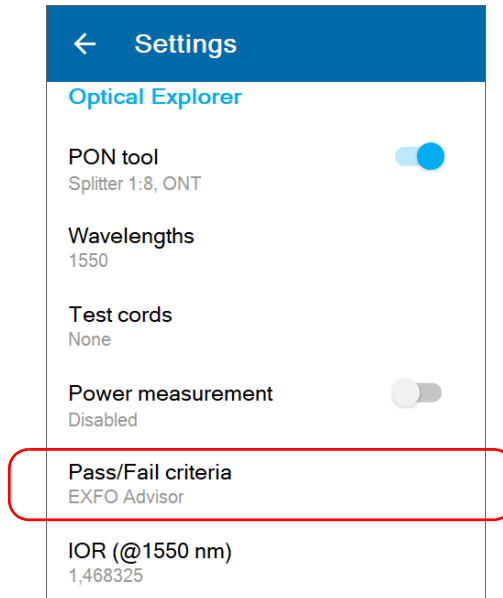 Settings
Optical Explorer
PON tool
Splitter 1:8, ONT
Wavelengths
1550
Test cords
None
Power measurement
Disabled
Pass/Fail criteria
EXFO Advisor
IOR (@1550 nm)
1,468325